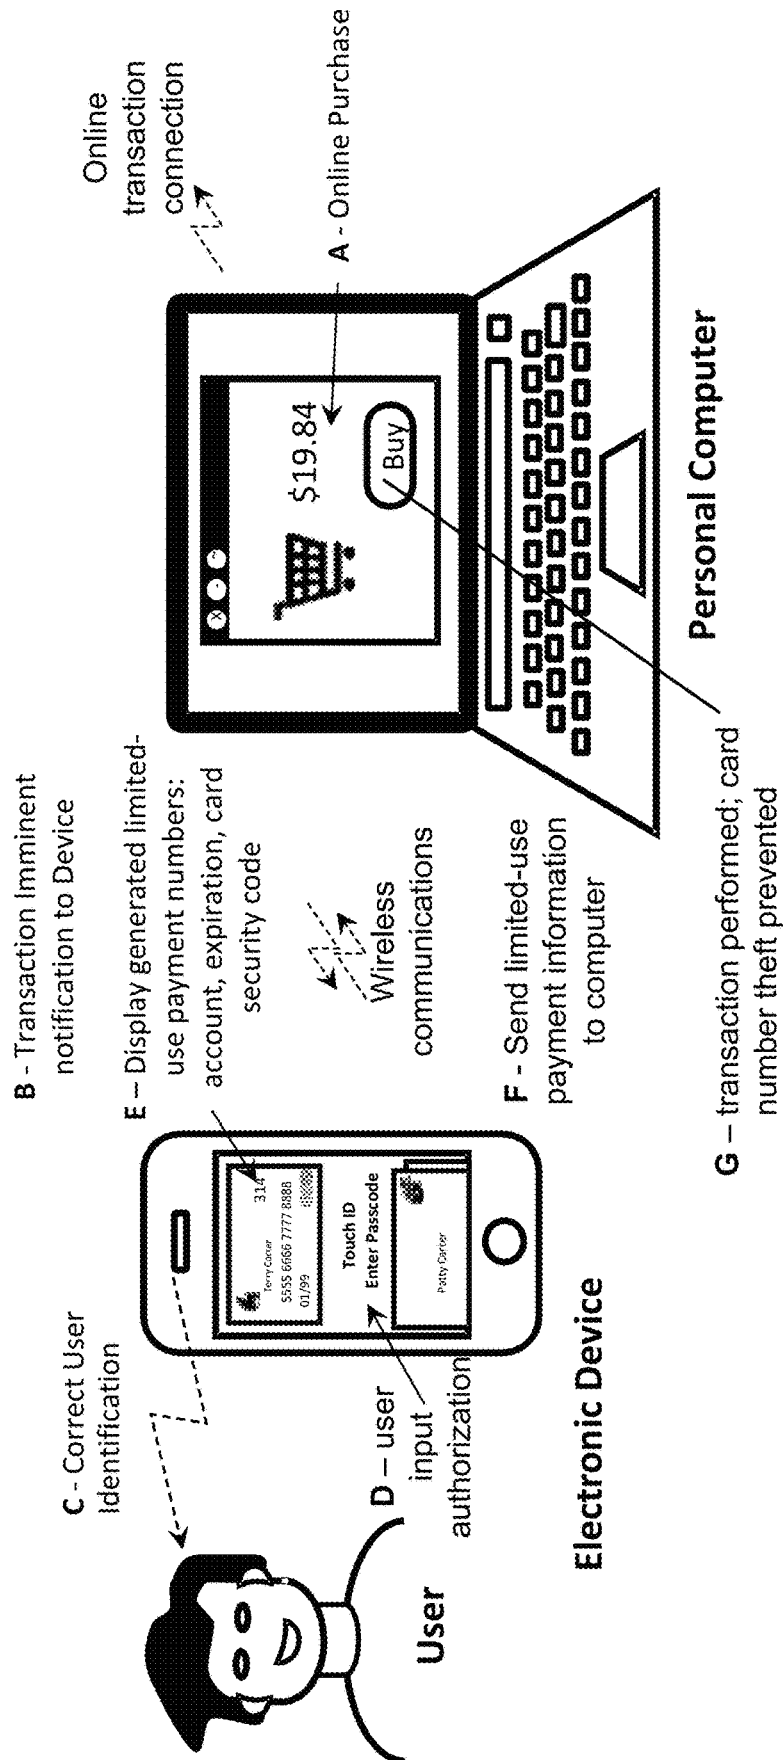 B - Transaction Imminent
notification to Device
C - Correct User
Identification
E – Display generated limited-
use payment numbers:
account, expiration, card
security code
Online
transaction
connection
A - Online Purchase
Wireless
communications
X
-
~
$19.84
Buy
314
Terry Carter
5555 6666 7777 8888
01/99
Touch ID
Enter Passcode
Patty Carter
D – user
input
authorization
F - Send limited-use
payment information
to computer
User
Electronic Device
Personal Computer
G – transaction performed; card
number theft prevented